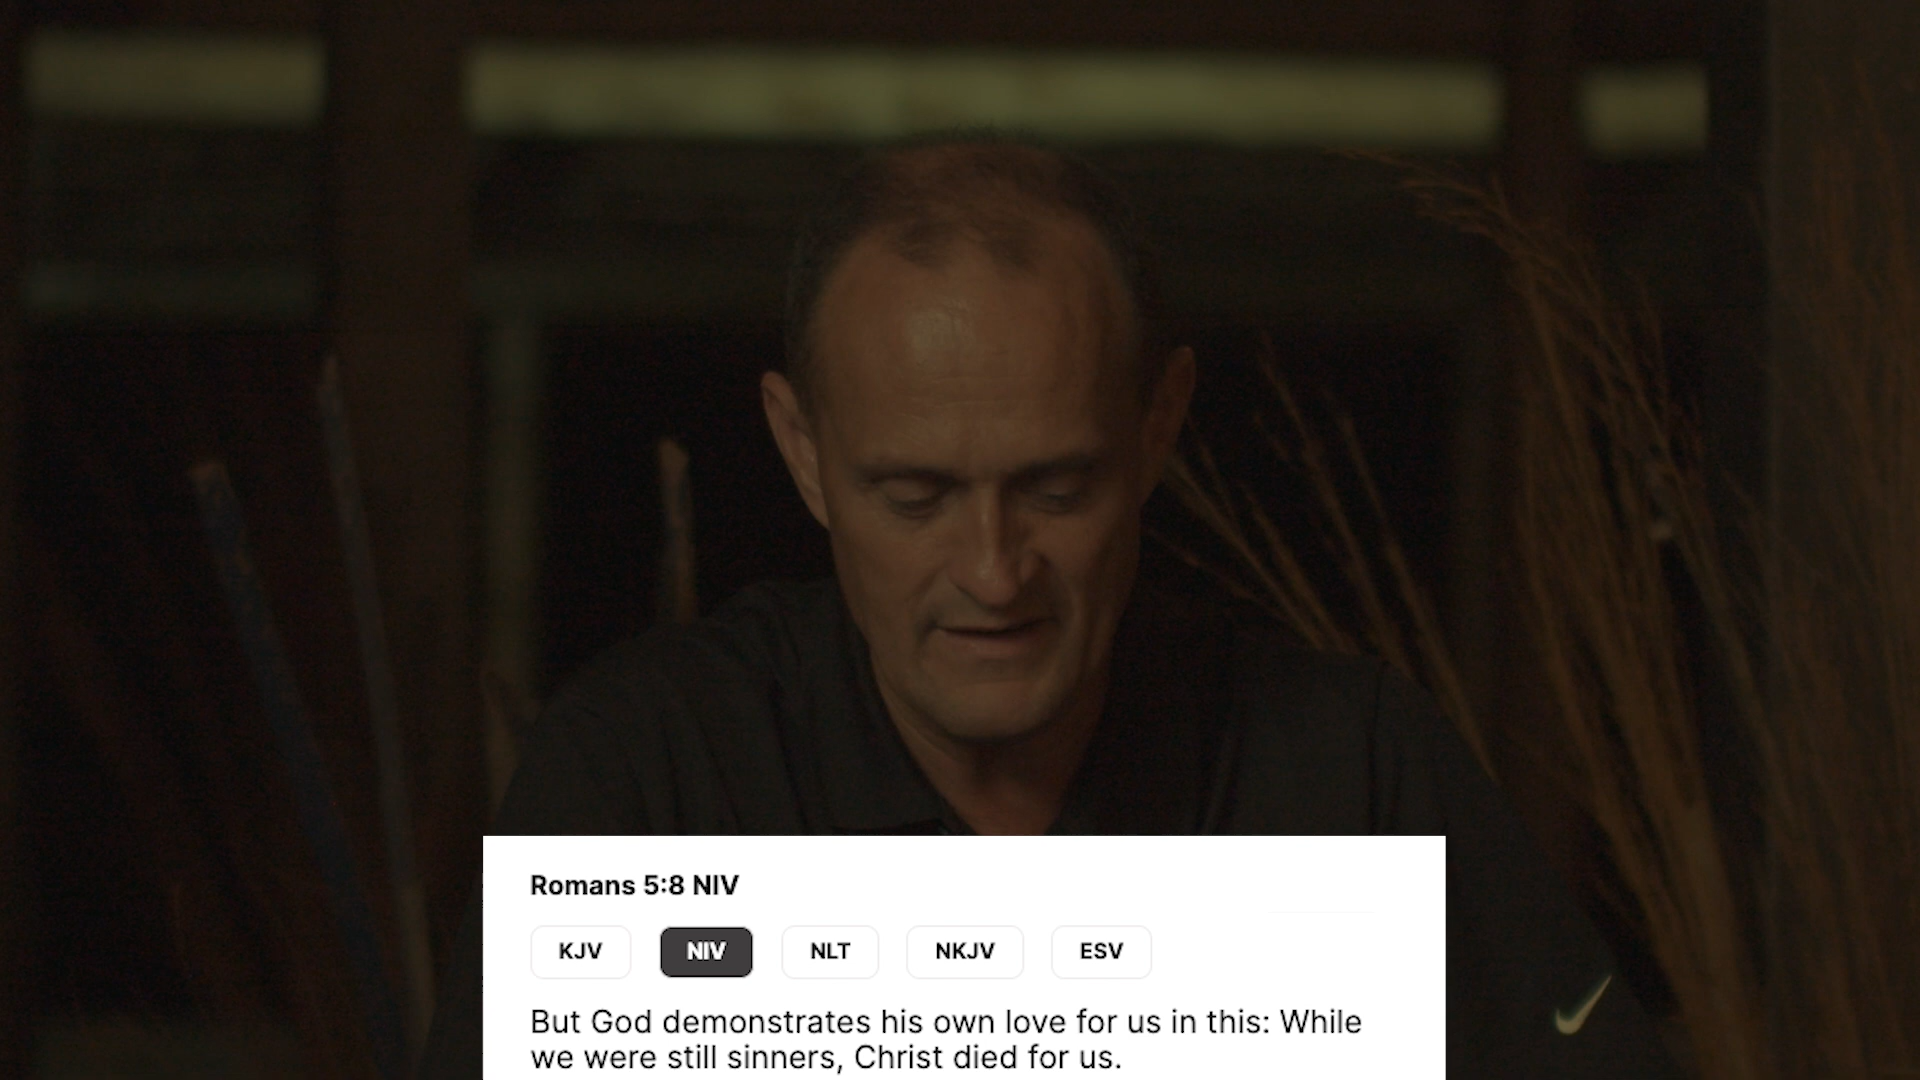 Romans 5:8 NIV
KJV NIV NLT NKJV ESV
But God demonstrates his own love for us in this: While
we were still sinners, Christ died for us.